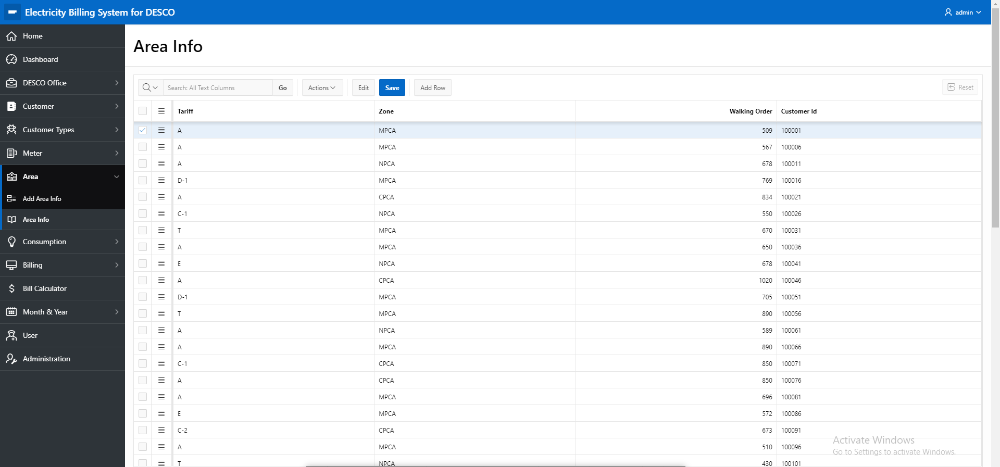 Electricity Billing System for DESCO
admin
Home
Dashboard
DESCO Office
Customer
Customer Types
Meter
Area
Add Area Info
Area Info
Consumption
Billing
Bill Calculator
Month & Year
User
Administration
Area Info
Search: All Text Columns Go Actions Edit Save Add Row Reset
Tariff Zone Walking Order Customer Id
A MPCA 509 100001
A MPCA 567 100006
A NPCA 678 100011
D-1 MPCA 769 100016
A CPCA 834 100021
C-1 NPCA 550 100026
T MPCA 670 100031
A MPCA 650 100036
E NPCA 678 100041
A CPCA 1020 100046
D-1 MPCA 705 100051
T MPCA 890 100056
A NPCA 589 100061
A MPCA 890 100066
C-1 CPCA 850 100071
A CPCA 850 100076
A MPCA 696 100081
E MPCA 572 100086
C-2 CPCA 673 100091
A MPCA 510 100096
T NPCA 430 100101
Activate Windows
Go to Settings to activate Windows.